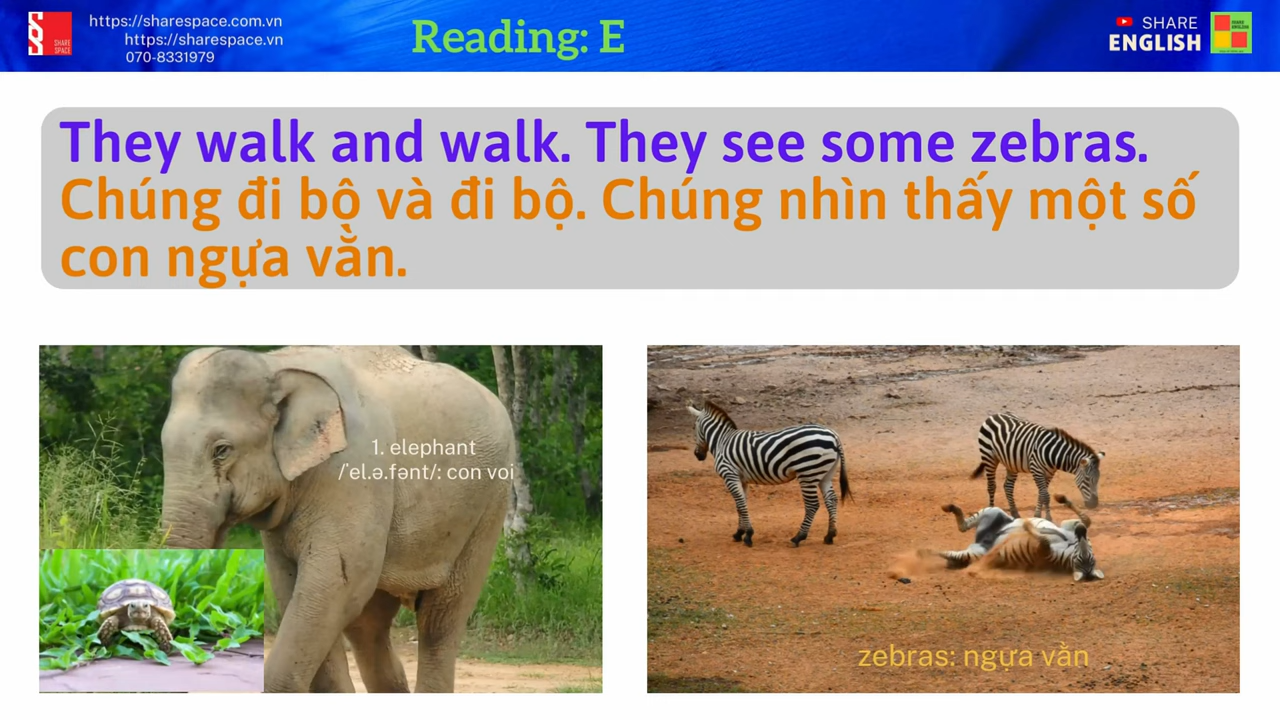 https://sharespace.com.vn
https://sharespace.vn
070-8331979
SHARE
SPACE
Reading: E
SHARE
ENGLISH
They walk and walk. They see some zebras.
Chúng đi bộ và đi bộ. Chúng nhìn thấy một số
con ngựa vằn.
1. elephant
/ˈel.ə.fənt/: con voi
zebras: ngựa vằn